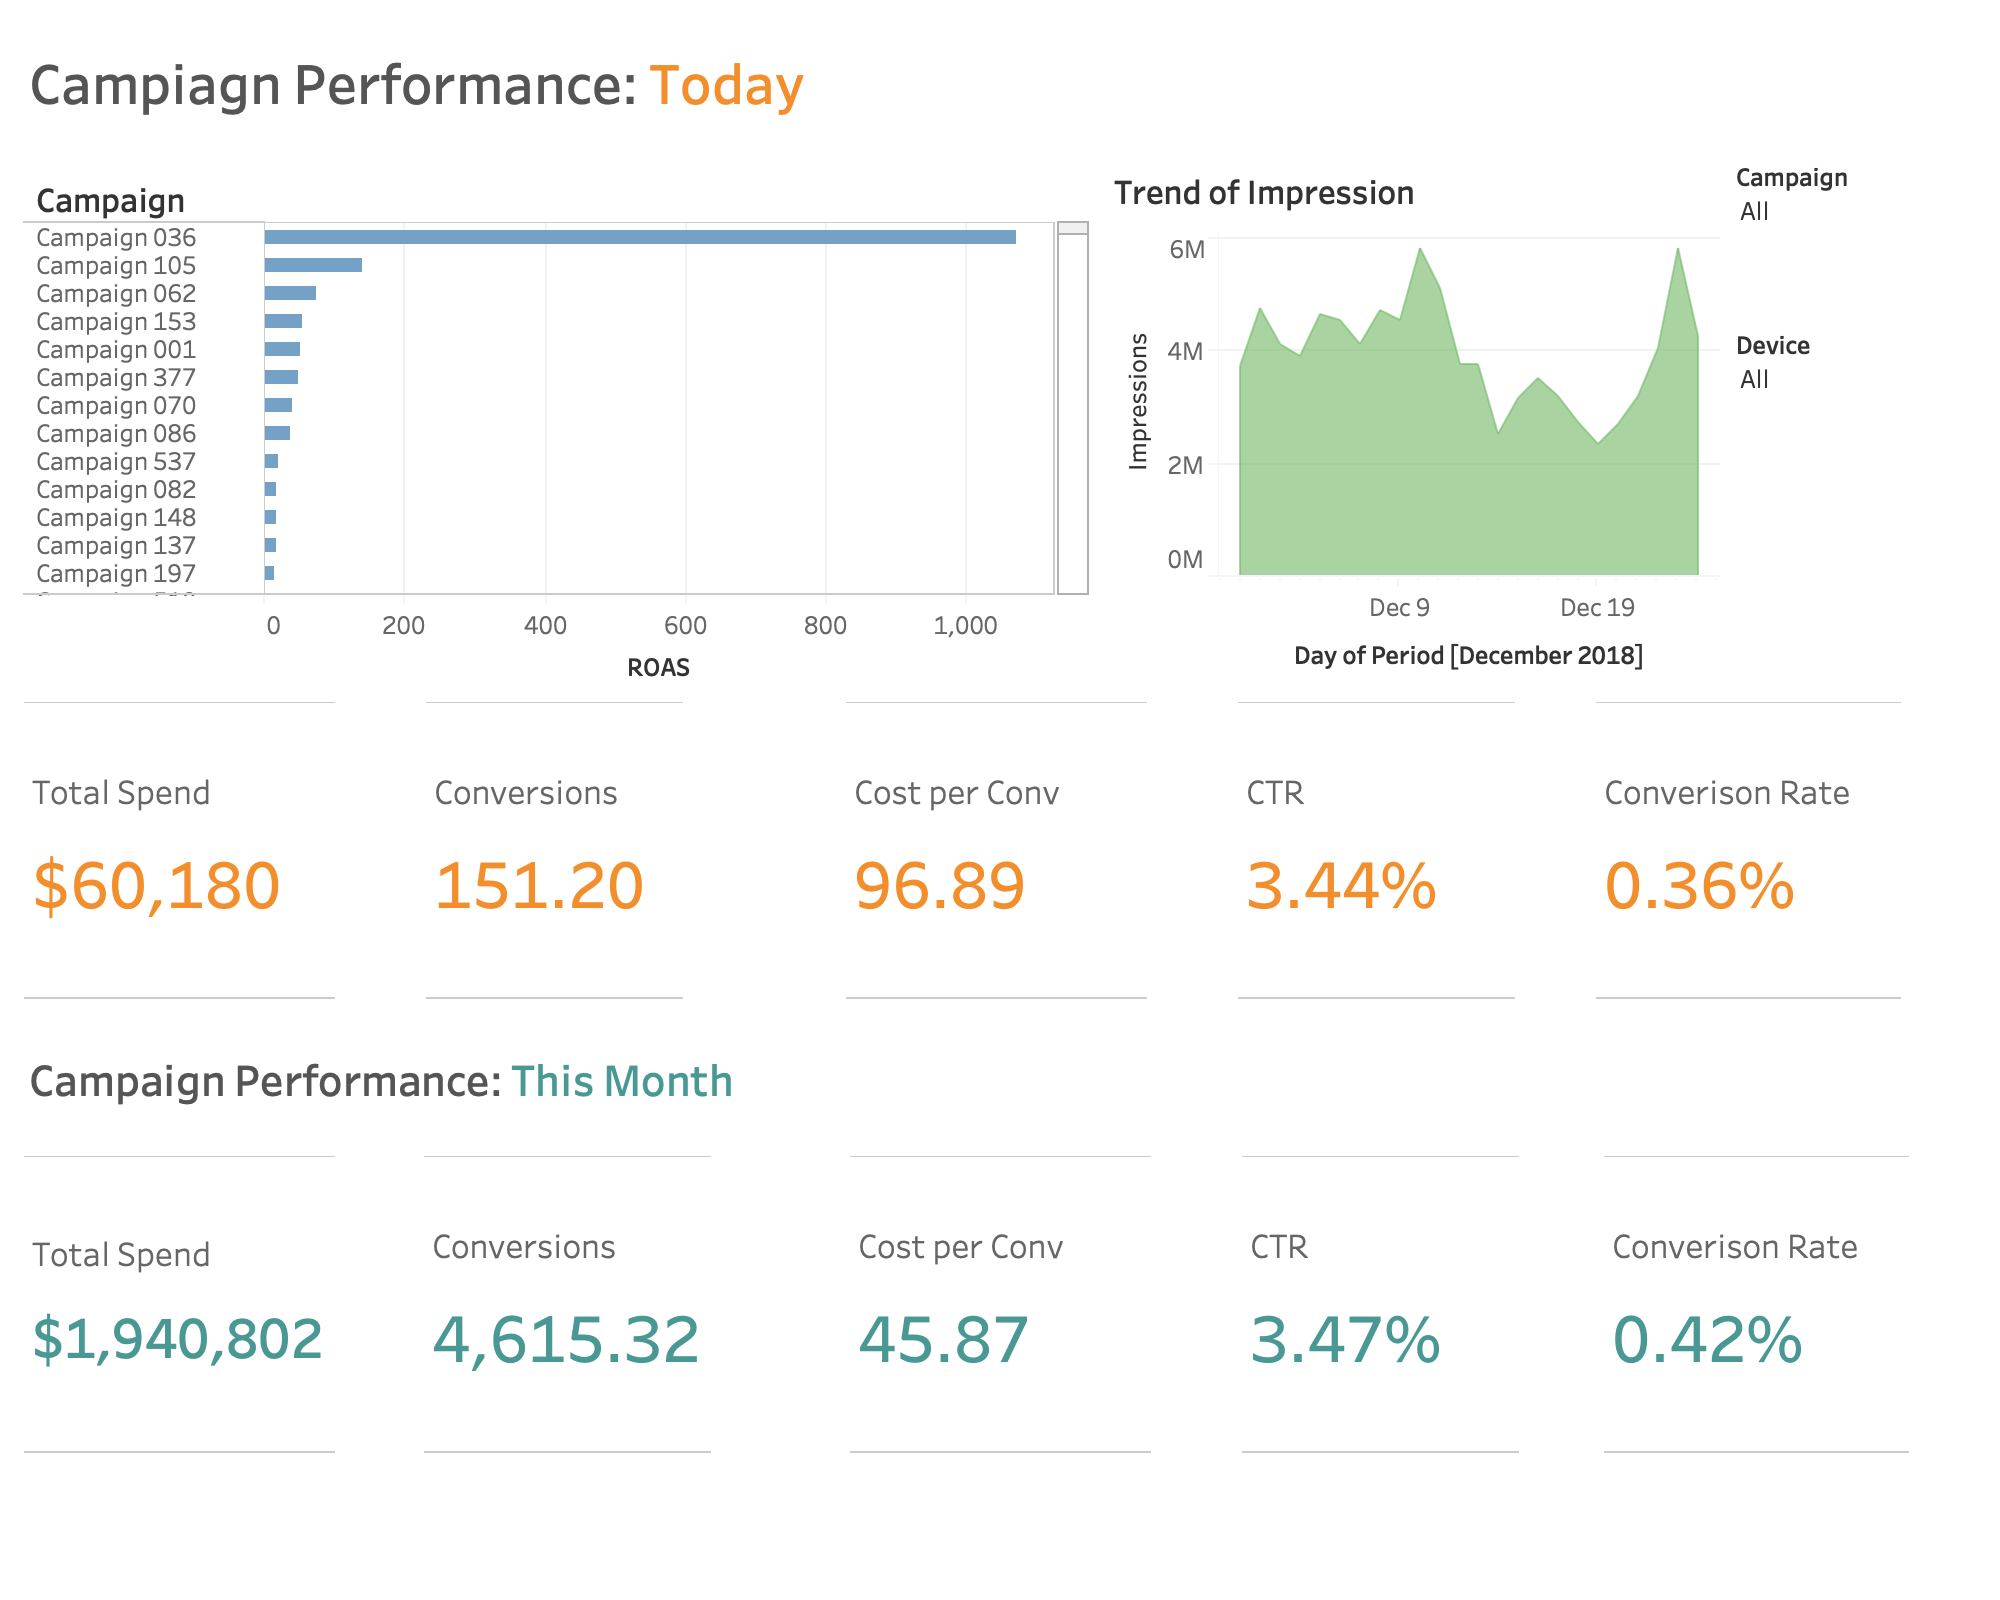 Campiagn Performance: Today
Campaign
Campaign 036
Campaign 105
Campaign 062
Campaign 153
Campaign 001
Campaign 377
Campaign 070
Campaign 086
Campaign 537
Campaign 082
Campaign 148
Campaign 137
Campaign 197
0 200 400 600 800 1,000
ROAS
Trend of Impression
6M
4M
2M
0M
Impressions
Dec 9 Dec 19
Day of Period [December 2018]
Campaign
All
Device
All
Total Spend
$60,180
Conversions
151.20
Cost per Conv
96.89
CTR
3.44%
Converison Rate
0.36%
Campaign Performance: This Month
Total Spend
$1,940,802
Conversions
4,615.32
Cost per Conv
45.87
CTR
3.47%
Converison Rate
0.42%